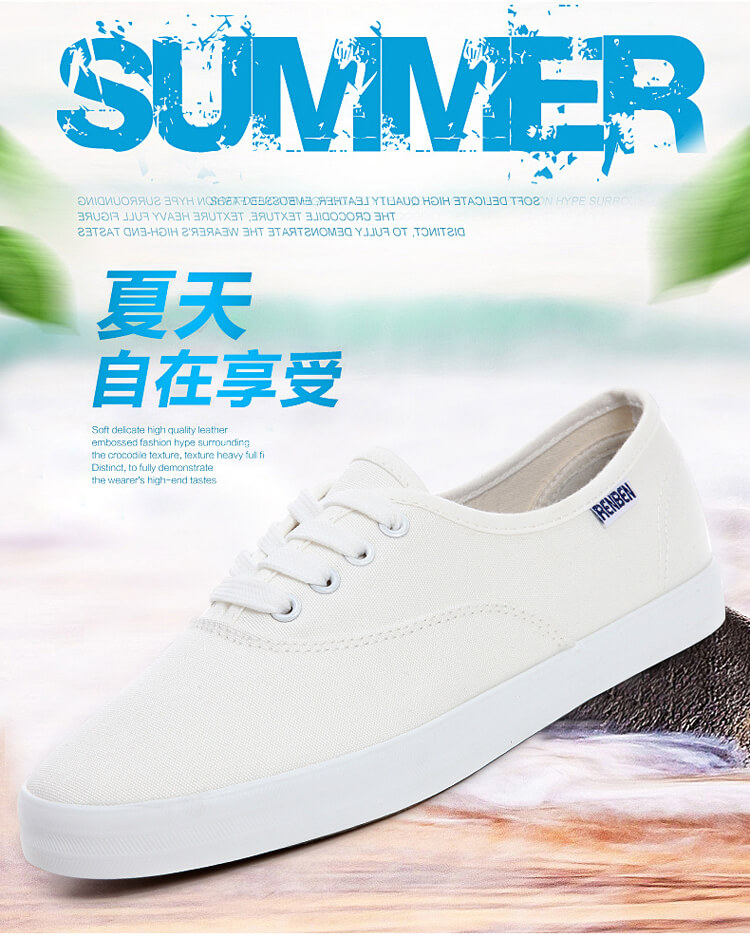 SUMMER
SOFT DELICATE HIGH QUALITY LEATHER, EMBOSSED FASHION HYPE SURROUNDING
THE CROCODILE TEXTURE, TEXTURE HEAVY FULL FIGURE
DISTINCT, TO FULLY DEMONSTRATE THE WEARER'S HIGH-END TASTES
夏天
自在享受
Soft delicate high quality leather
embossed fashion hype surrounding
the crocodile texture, texture heavy full fi
Distinct, to fully demonstrate
the wearer's high-end tastes
RENBEN